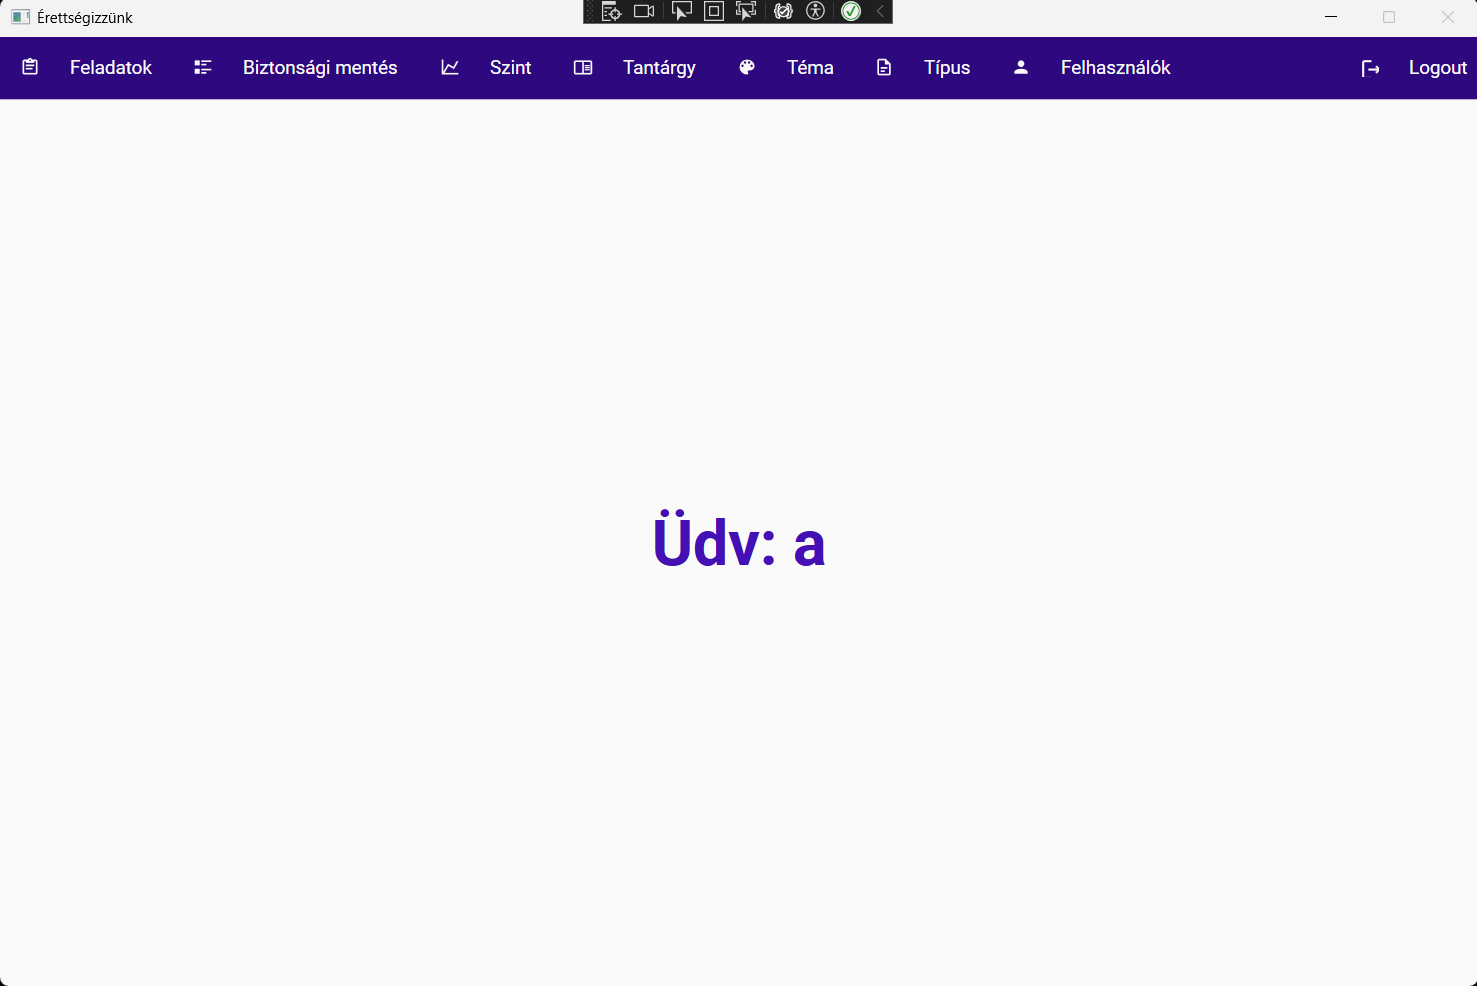 Érettségizzünk
Feladatok Biztonsági mentés Szint Tantárgy Téma Típus Felhasználók Logout
Üdv: a